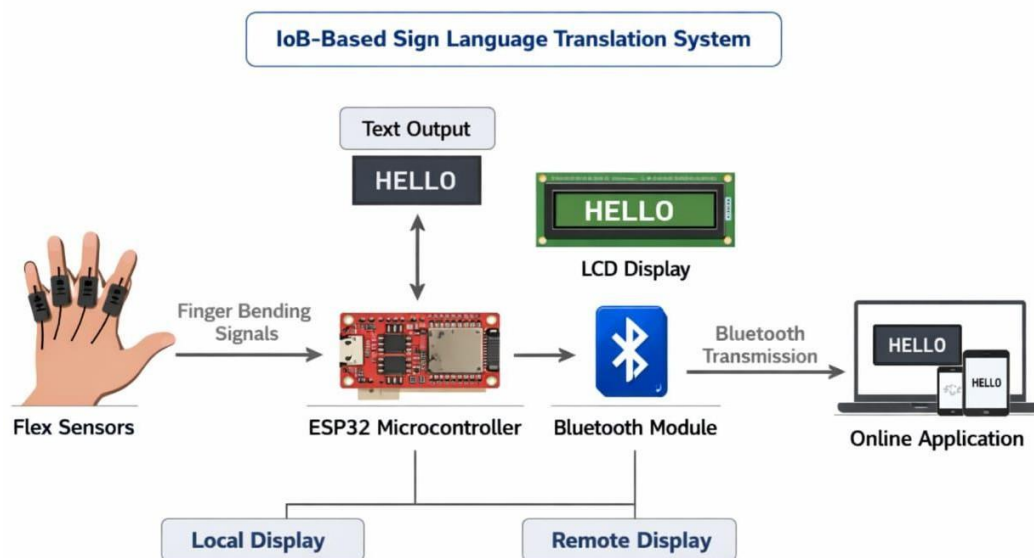 IoB-Based Sign Language Translation System
Text Output
HELLO
HELLO
LCD Display
Finger Bending
Signals
Bluetooth
Transmission
HELLO
HELLO
Flex Sensors
ESP32 Microcontroller
Bluetooth Module
Online Application
Local Display
Remote Display